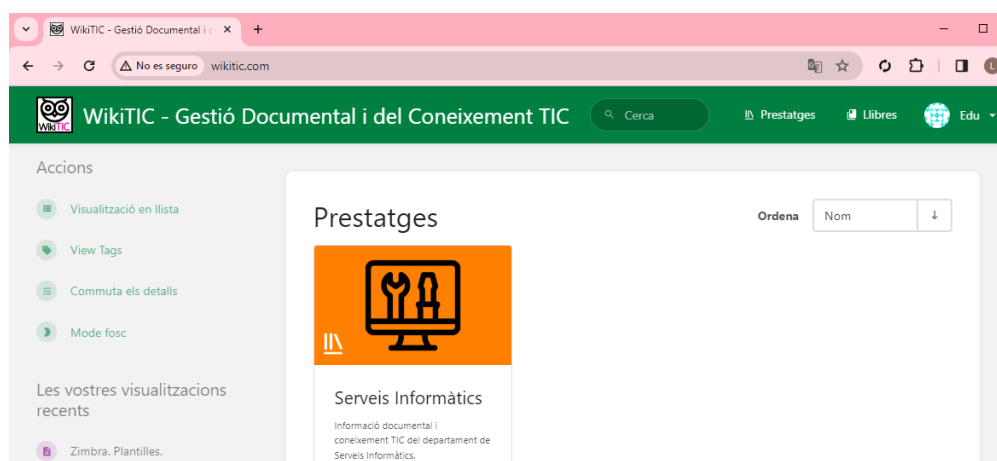 WikiTIC - Gestió Documental i d
No es seguro wikitic.com
WikiTIC
WikiTIC - Gestió Documental i del Coneixement TIC
Cerca
Prestatges
Llibres
Edu
Accions
Visualització en llista
View Tags
Commuta els detalls
Mode fosc
Les vostres visualitzacions
recents
Zimbra. Plantilles.
Prestatges
Ordena
Nom
Serveis Informàtics
Informació documental i
coneixement TIC del departament de
Serveis Informàtics.